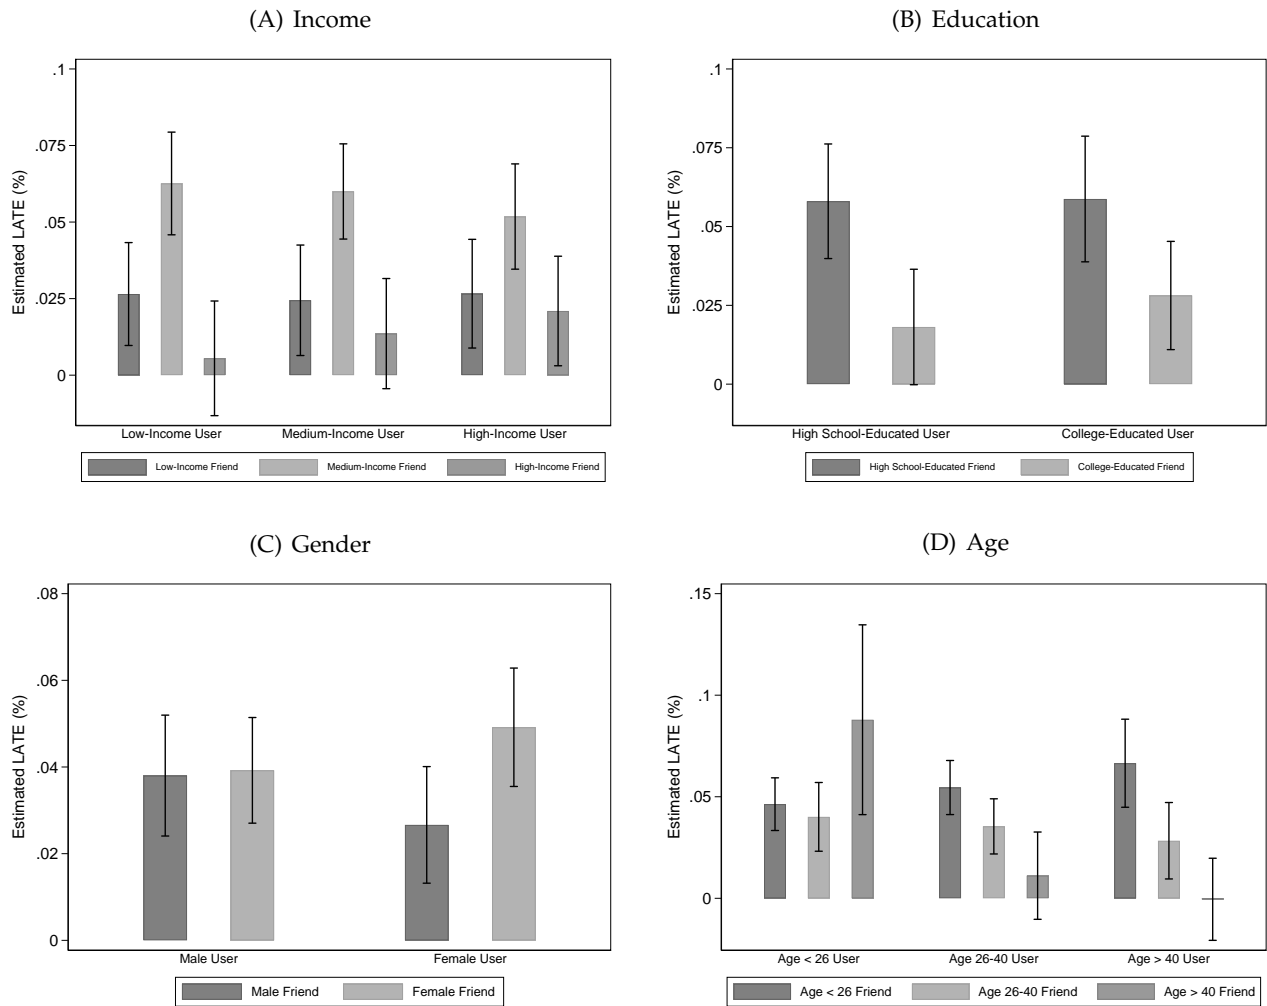 (A) Income
.1
.075
.05
.025
0
Estimated LATE (%)
Low-Income User Medium-Income User High-Income User
Low-Income Friend Medium-Income Friend High-Income Friend
(B) Education
.1
.075
.05
.025
0
Estimated LATE (%)
High School-Educated User College-Educated User
High School-Educated Friend College-Educated Friend
(C) Gender
.08
.06
.04
.02
0
Estimated LATE (%)
Male User Female User
Male Friend Female Friend
(D) Age
.15
.1
.05
0
Estimated LATE (%)
Age < 26 User Age 26-40 User Age > 40 User
Age < 26 Friend Age 26-40 Friend Age > 40 Friend